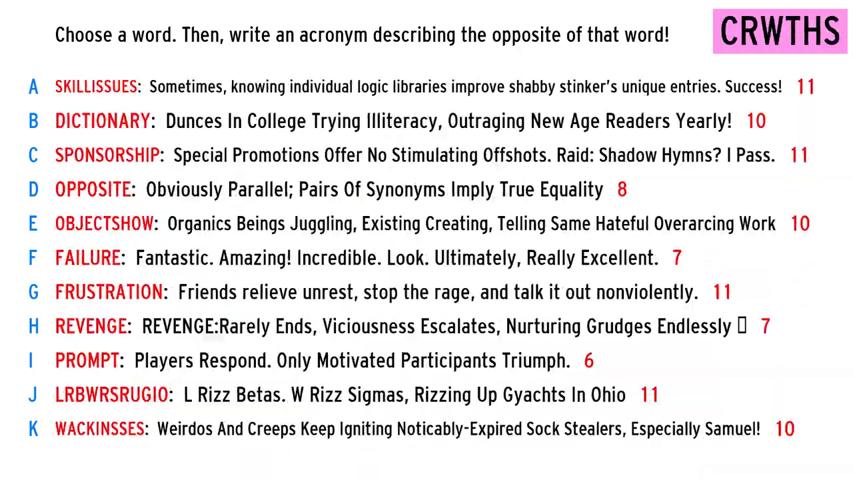 Choose a word. Then, write an acronym describing the opposite of that word!
CRWTHS
A SKILLISSUES: Sometimes, knowing individual logic libraries improve shabby stinker's unique entries. Success! 11
B DICTIONARY: Dunces In College Trying Illiteracy, Outraging New Age Readers Yearly! 10
C SPONSORSHIP: Special Promotions Offer No Stimulating Offshots. Raid: Shadow Hymns? I Pass. 11
D OPPOSITE: Obviously Parallel; Pairs Of Synonyms Imply True Equality 8
E OBJECTSHOW: Organics Beings Juggling, Existing Creating, Telling Same Hateful Overarcing Work 10
F FAILURE: Fantastic. Amazing! Incredible. Look. Ultimately, Really Excellent. 7
G FRUSTRATION: Friends relieve unrest, stop the rage, and talk it out nonviolently. 11
H REVENGE: REVENGE:Rarely Ends, Viciousness Escalates, Nurturing Grudges Endlessly 7
I PROMPT: Players Respond. Only Motivated Participants Triumph. 6
J LRBWRSRUGIO: L Rizz Betas. W Rizz Sigmas, Rizzing Up Gyachts In Ohio 11
K WACKINSSES: Weirdos And Creeps Keep Igniting Noticably-Expired Sock Stealers, Especially Samuel! 10